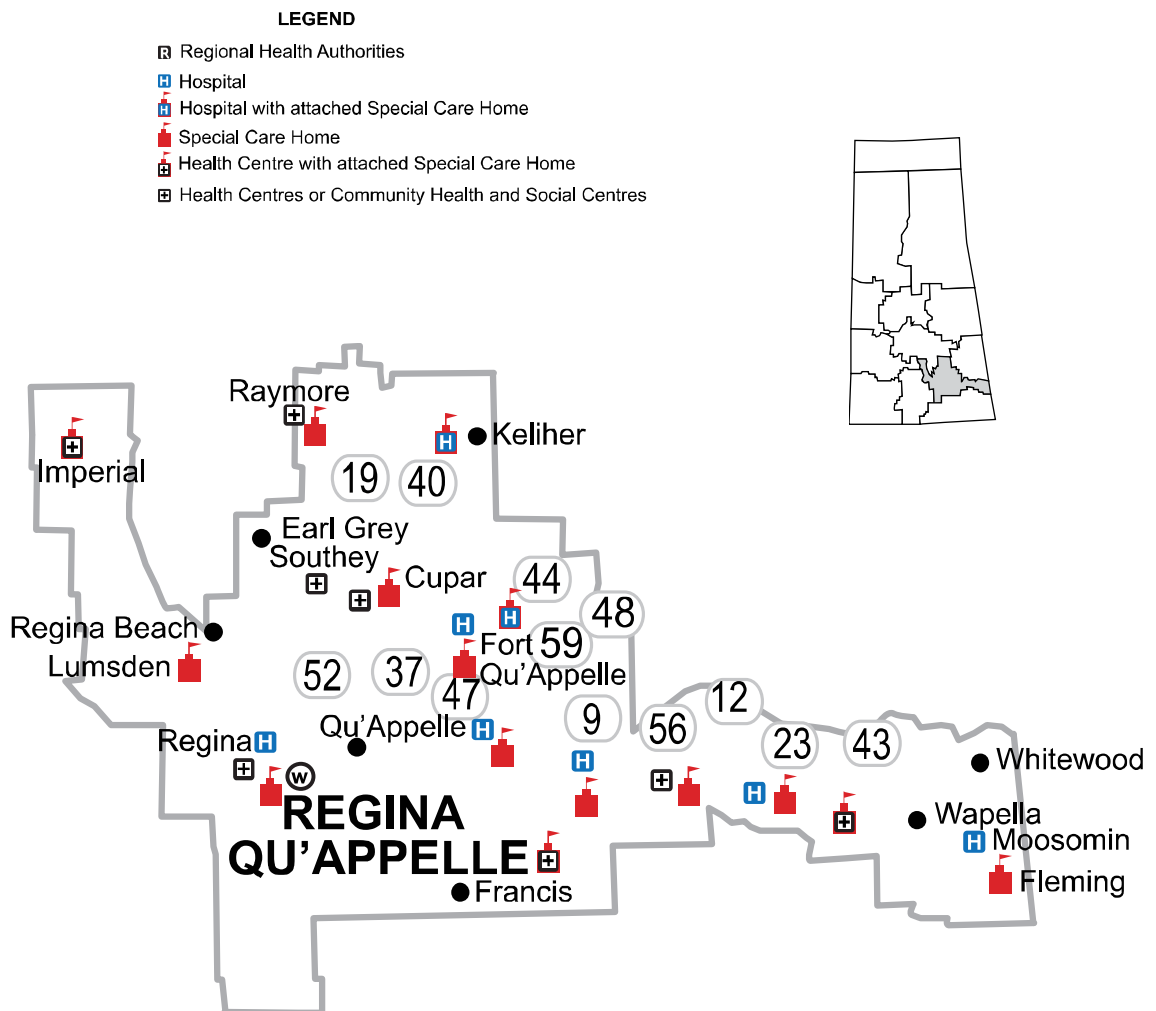 LEGEND
R Regional Health Authorities
H Hospital
H Hospital with attached Special Care Home
Special Care Home
Health Centre with attached Special Care Home
Health Centres or Community Health and Social Centres
Raymore
H
Keliher
Imperial
19
40
Earl Grey
Southey
Cupar
44
48
H
H
Regina Beach
Fort
59
Lumsden
Qu'Appelle
52
37
47
12
9
56
Qu'Appelle
H
23
43
Regina
H
H
Whitewood
W
H
REGINA
Wapella
H
Moosomin
QU'APPELLE
Francis
Fleming